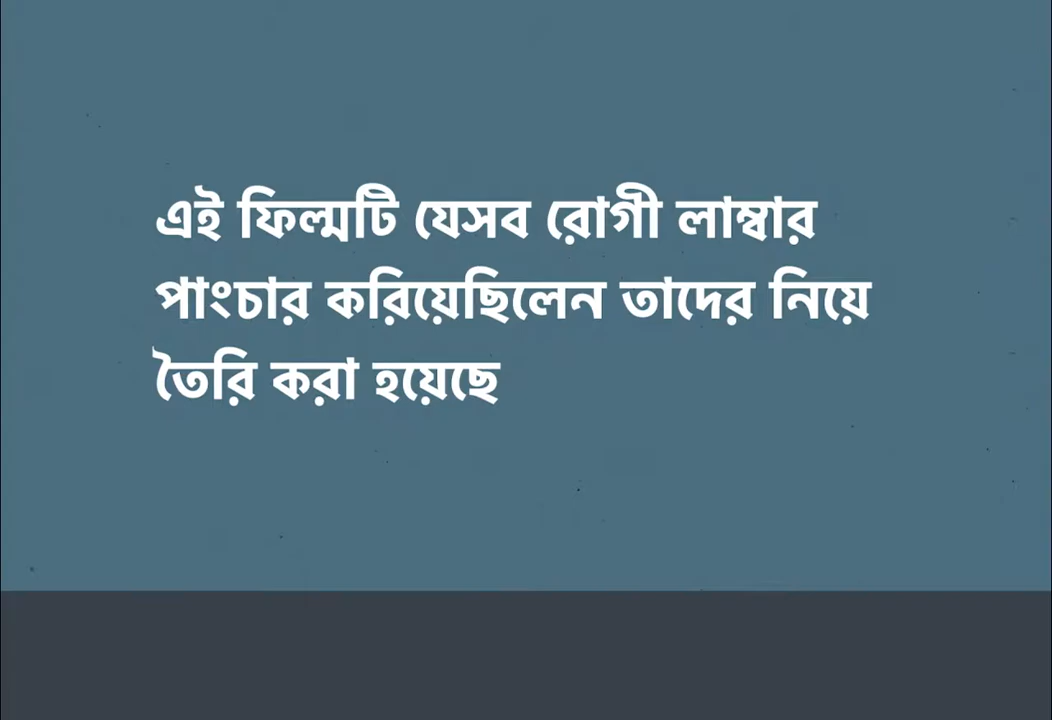 এই ফিল্মটি যেসব রোগী লাম্বার
পাংচার করিয়েছিলেন তাদের নিয়ে
তৈরি করা হয়েছে